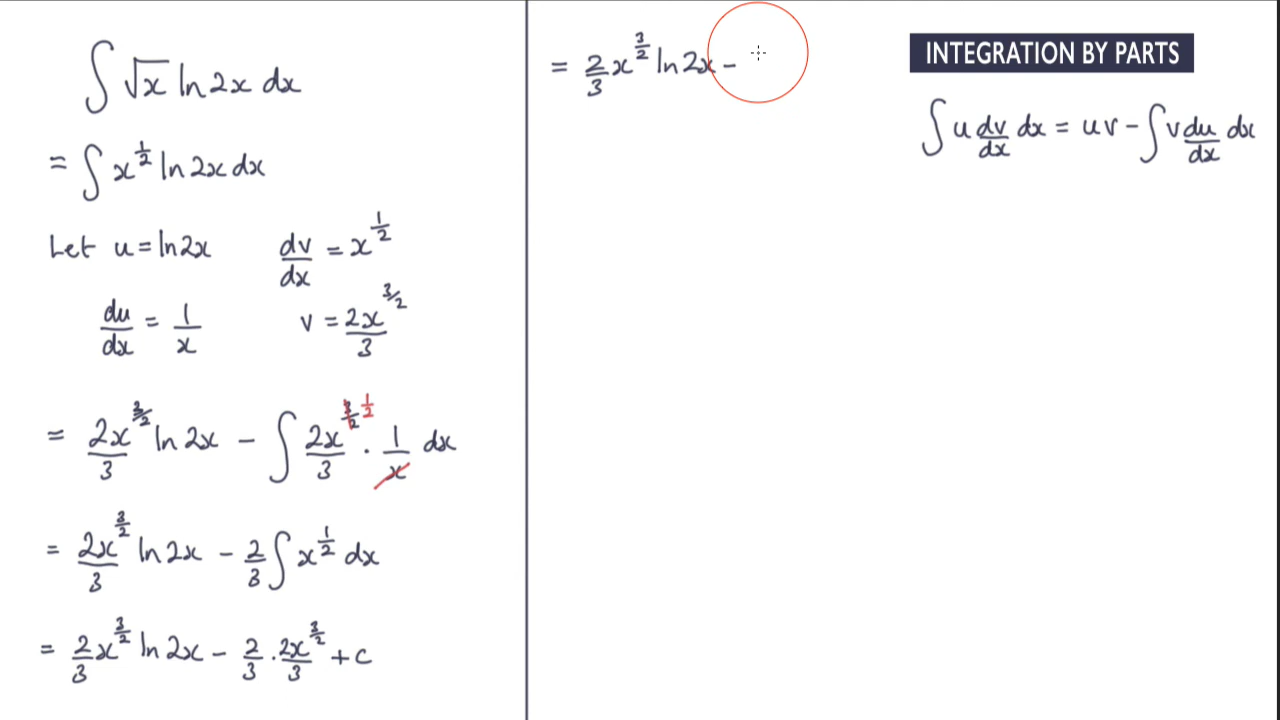 ∫ √x ln 2x dx
= ∫ x^(1/2) ln 2x dx
Let u = ln 2x    dv/dx = x^(1/2)
du/dx = 1/x    v = 2x^(3/2)/3
= 2x^(3/2)/3 ln 2x − ∫ 2x^(3/2)/3 ^(1/2) · 1/x dx
= 2x^(3/2)/3 ln 2x − 2/3 ∫ x^(1/2) dx
= 2/3 x^(3/2) ln 2x − 2/3 · 2x^(3/2)/3 + c
= 2/3 x^(3/2) ln 2x −
INTEGRATION BY PARTS
∫ u dv/dx dx = uv − ∫ v du/dx dx